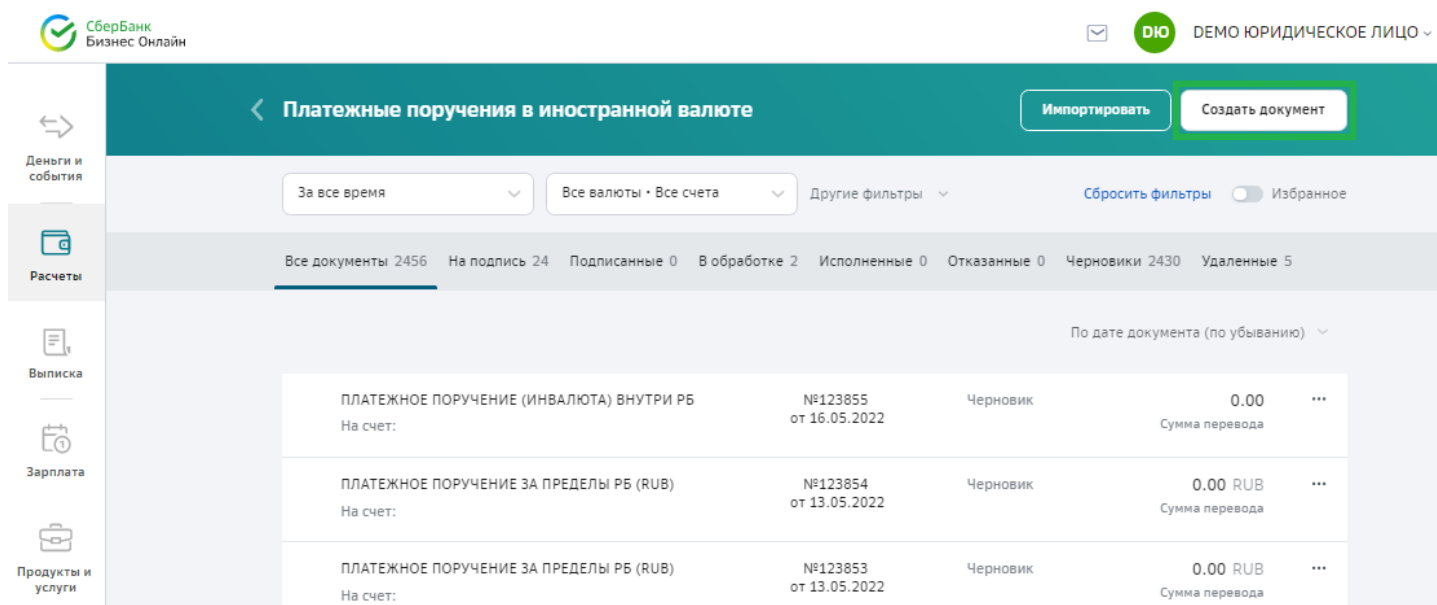 СберБанк
Бизнес Онлайн
DЮ
DEMO ЮРИДИЧЕСКОЕ ЛИЦО
Платежные поручения в иностранной валюте
Импортировать
Создать документ
Деньги и
события
Расчеты
Выписка
1
Зарплата
Продукты и
услуги
За все время
Все валюты • Все счета
Другие фильтры
Сбросить фильтры
Избранное
Все документы 2456 На подпись 24 Подписанные 0 В обработке 2 Исполненные 0 Отказанные 0 Черновики 2430 Удаленные 5
По дате документа (по убыванию)
ПЛАТЕЖНОЕ ПОРУЧЕНИЕ (ИНВАЛЮТА) ВНУТРИ РБ №123855 Черновик 0.00 ···
На счет: от 16.05.2022 Сумма перевода
ПЛАТЕЖНОЕ ПОРУЧЕНИЕ ЗА ПРЕДЕЛЫ РБ (RUB) №123854 Черновик 0.00 RUB ···
На счет: от 13.05.2022 Сумма перевода
ПЛАТЕЖНОЕ ПОРУЧЕНИЕ ЗА ПРЕДЕЛЫ РБ (RUB) №123853 Черновик 0.00 RUB ···
На счет: от 13.05.2022 Сумма перевода